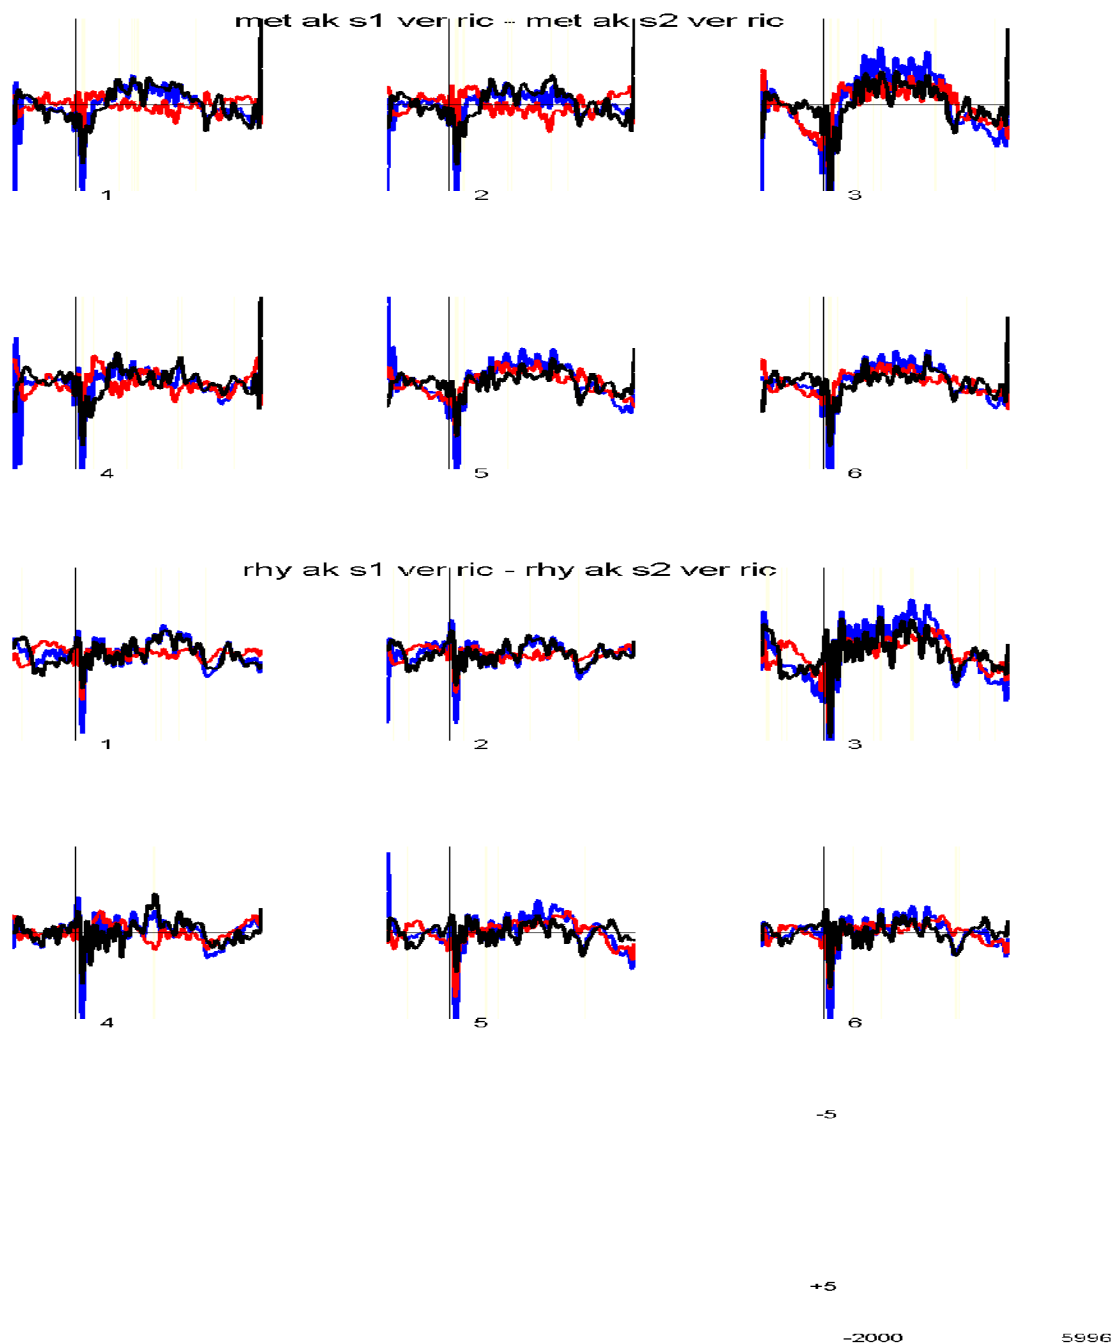 met ak s1 ver ric - met ak s2 ver ric
1 2 3
4 5 6
rhy ak s1 ver ric - rhy ak s2 ver ric
1 2 3
4 5 6
-5
+5
-2000 5996